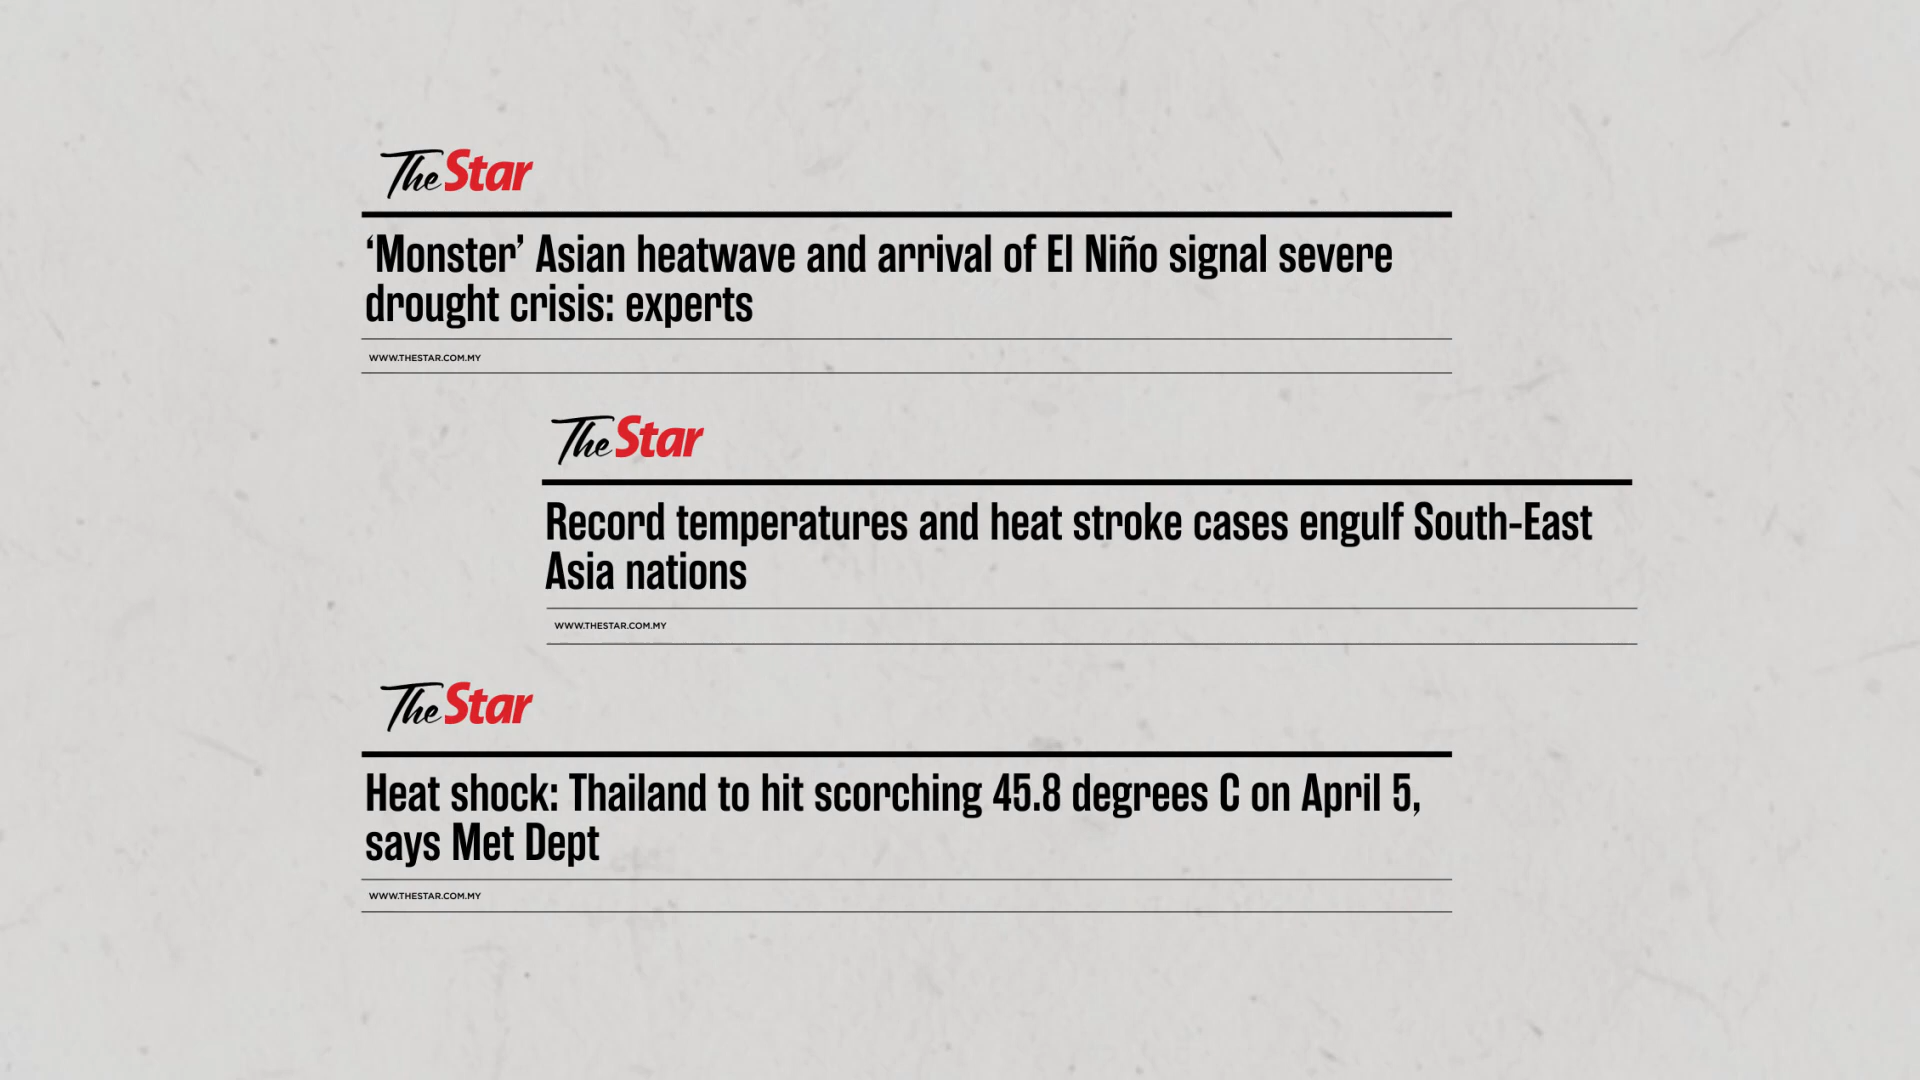 The Star
‘Monster’ Asian heatwave and arrival of El Niño signal severe
drought crisis: experts
WWW.THESTAR.COM.MY
The Star
Record temperatures and heat stroke cases engulf South-East
Asia nations
WWW.THESTAR.COM.MY
The Star
Heat shock: Thailand to hit scorching 45.8 degrees C on April 5,
says Met Dept
WWW.THESTAR.COM.MY